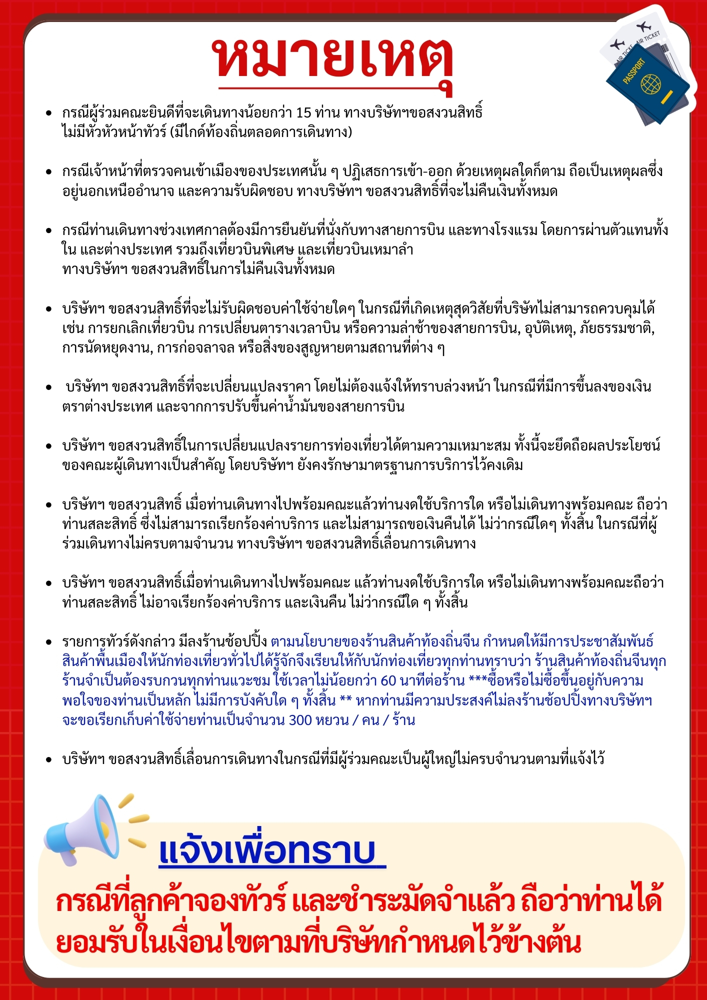 หมายเหตุ
AIR TICKET
AIR TICKE
PASSPORT
• กรณีผู้ร่วมคณะยินดีที่จะเดินทางน้อยกว่า 15 ท่าน ทางบริษัทฯขอสงวนสิทธิ์
ไม่มีหัวหัวหน้าทัวร์ (มีไกด์ท้องถิ่นตลอดการเดินทาง)
• กรณีเจ้าหน้าที่ตรวจคนเข้าเมืองของประเทศนั้น ๆ ปฏิเสธการเข้า-ออก ด้วยเหตุผลใดก็ตาม ถือเป็นเหตุผลซึ่ง
อยู่นอกเหนืออำนาจ และความรับผิดชอบ ทางบริษัทฯ ขอสงวนสิทธิ์ที่จะไม่คืนเงินทั้งหมด
• กรณีท่านเดินทางช่วงเทศกาลต้องมีการยืนยันที่นั่งกับทางสายการบิน และทางโรงแรม โดยการผ่านตัวแทนทั้ง
ใน และต่างประเทศ รวมถึงเที่ยวบินพิเศษ และเที่ยวบินเหมาลำ
ทางบริษัทฯ ขอสงวนสิทธิ์ในการไม่คืนเงินทั้งหมด
• บริษัทฯ ขอสงวนสิทธิ์ที่จะไม่รับผิดชอบค่าใช้จ่ายใดๆ ในกรณีที่เกิดเหตุสุดวิสัยที่บริษัทไม่สามารถควบคุมได้
เช่น การยกเลิกเที่ยวบิน การเปลี่ยนตารางเวลาบิน หรือความล่าช้าของสายการบิน, อุบัติเหตุ, ภัยธรรมชาติ,
การนัดหยุดงาน, การก่อจลาจล หรือสิ่งของสูญหายตามสถานที่ต่าง ๆ
• บริษัทฯ ขอสงวนสิทธิ์ที่จะเปลี่ยนแปลงราคา โดยไม่ต้องแจ้งให้ทราบล่วงหน้า ในกรณีที่มีการขึ้นลงของเงิน
ตราต่างประเทศ และจากการปรับขึ้นค่าน้ำมันของสายการบิน
• บริษัทฯ ขอสงวนสิทธิ์ในการเปลี่ยนแปลงรายการท่องเที่ยวได้ตามความเหมาะสม ทั้งนี้จะยึดถือผลประโยชน์
ของคณะผู้เดินทางเป็นสำคัญ โดยบริษัทฯ ยังคงรักษามาตรฐานการบริการไว้คงเดิม
• บริษัทฯ ขอสงวนสิทธิ์ เมื่อท่านเดินทางไปพร้อมคณะแล้วท่านงดใช้บริการใด หรือไม่เดินทางพร้อมคณะ ถือว่า
ท่านสละสิทธิ์ ซึ่งไม่สามารถเรียกร้องค่าบริการ และไม่สามารถขอเงินคืนได้ ไม่ว่ากรณีใดๆ ทั้งสิ้น ในกรณีที่ผู้
ร่วมเดินทางไม่ครบตามจำนวน ทางบริษัทฯ ขอสงวนสิทธิ์เลื่อนการเดินทาง
• บริษัทฯ ขอสงวนสิทธิ์เมื่อท่านเดินทางไปพร้อมคณะ แล้วท่านงดใช้บริการใด หรือไม่เดินทางพร้อมคณะถือว่า
ท่านสละสิทธิ์ ไม่อาจเรียกร้องค่าบริการ และเงินคืน ไม่ว่ากรณีใด ๆ ทั้งสิ้น
• รายการทัวร์ดังกล่าว มีลงร้านช้อปปิ้ง ตามนโยบายของร้านสินค้าท้องถิ่นจีน กำหนดให้มีการประชาสัมพันธ์
สินค้าพื้นเมืองให้นักท่องเที่ยวทั่วไปได้รู้จักจึงเรียนให้กับนักท่องเที่ยวทุกท่านทราบว่า ร้านสินค้าท้องถิ่นจีนทุก
ร้านจำเป็นต้องรบกวนทุกท่านแวะชม ใช้เวลาไม่น้อยกว่า 60 นาทีต่อร้าน ***ซื้อหรือไม่ซื้อขึ้นอยู่กับความ
พอใจของท่านเป็นหลัก ไม่มีการบังคับใด ๆ ทั้งสิ้น ** หากท่านมีความประสงค์ไม่ลงร้านช้อปปิ้งทางบริษัทฯ
จะขอเรียกเก็บค่าใช้จ่ายท่านเป็นจำนวน 300 หยวน / คน / ร้าน
• บริษัทฯ ขอสงวนสิทธิ์เลื่อนการเดินทางในกรณีที่มีผู้ร่วมคณะเป็นผู้ใหญ่ไม่ครบจำนวนตามที่แจ้งไว้
แจ้งเพื่อทราบ
กรณีที่ลูกค้าจองทัวร์ และชำระมัดจำแล้ว ถือว่าท่านได้
ยอมรับในเงื่อนไขตามที่บริษัทกำหนดไว้ข้างต้น